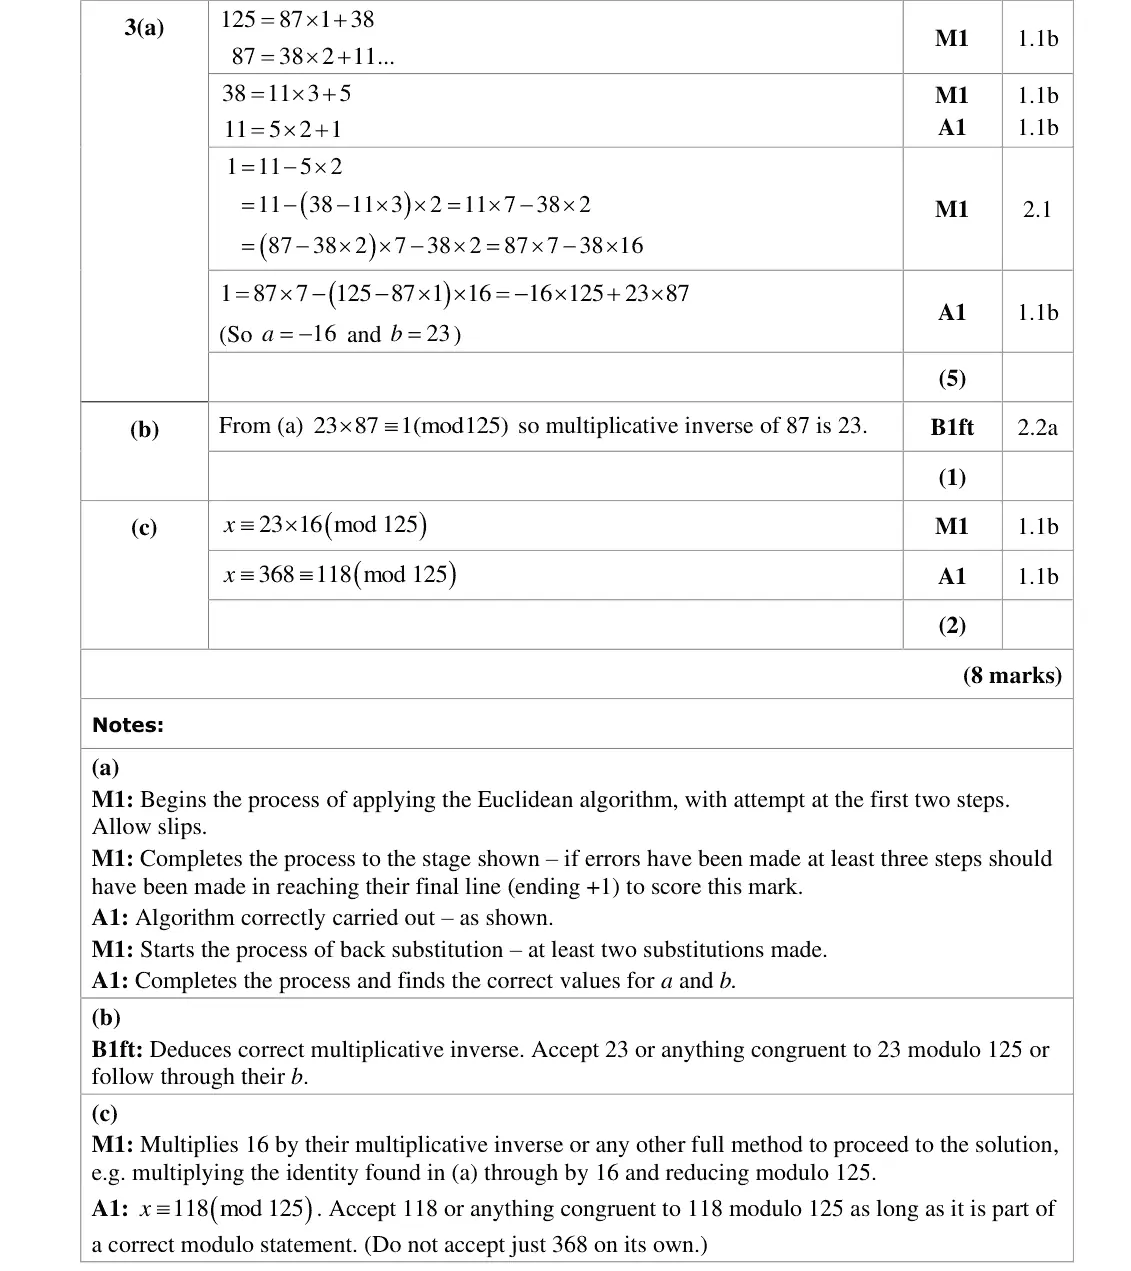 3(a)
125 = 87×1+38
87 = 38×2+11...
M1 1.1b
38 = 11×3+5
11 = 5×2+1
M1 1.1b
A1 1.1b
1 = 11−5×2
= 11−(38−11×3)×2 = 11×7−38×2
= (87−38×2)×7−38×2 = 87×7−38×16
M1 2.1
1 = 87×7−(125−87×1)×16 = −16×125+23×87
(So a = −16 and b = 23)
A1 1.1b
(5)
(b) From (a) 23×87 ≡ 1(mod125) so multiplicative inverse of 87 is 23. B1ft 2.2a
(1)
(c) x ≡ 23×16(mod 125) M1 1.1b
x ≡ 368 ≡ 118(mod 125) A1 1.1b
(2)
(8 marks)
Notes:
(a)
M1: Begins the process of applying the Euclidean algorithm, with attempt at the first two steps.
Allow slips.
M1: Completes the process to the stage shown – if errors have been made at least three steps should
have been made in reaching their final line (ending +1) to score this mark.
A1: Algorithm correctly carried out – as shown.
M1: Starts the process of back substitution – at least two substitutions made.
A1: Completes the process and finds the correct values for a and b.
(b)
B1ft: Deduces correct multiplicative inverse. Accept 23 or anything congruent to 23 modulo 125 or
follow through their b.
(c)
M1: Multiplies 16 by their multiplicative inverse or any other full method to proceed to the solution,
e.g. multiplying the identity found in (a) through by 16 and reducing modulo 125.
A1: x ≡ 118(mod 125). Accept 118 or anything congruent to 118 modulo 125 as long as it is part of
a correct modulo statement. (Do not accept just 368 on its own.)